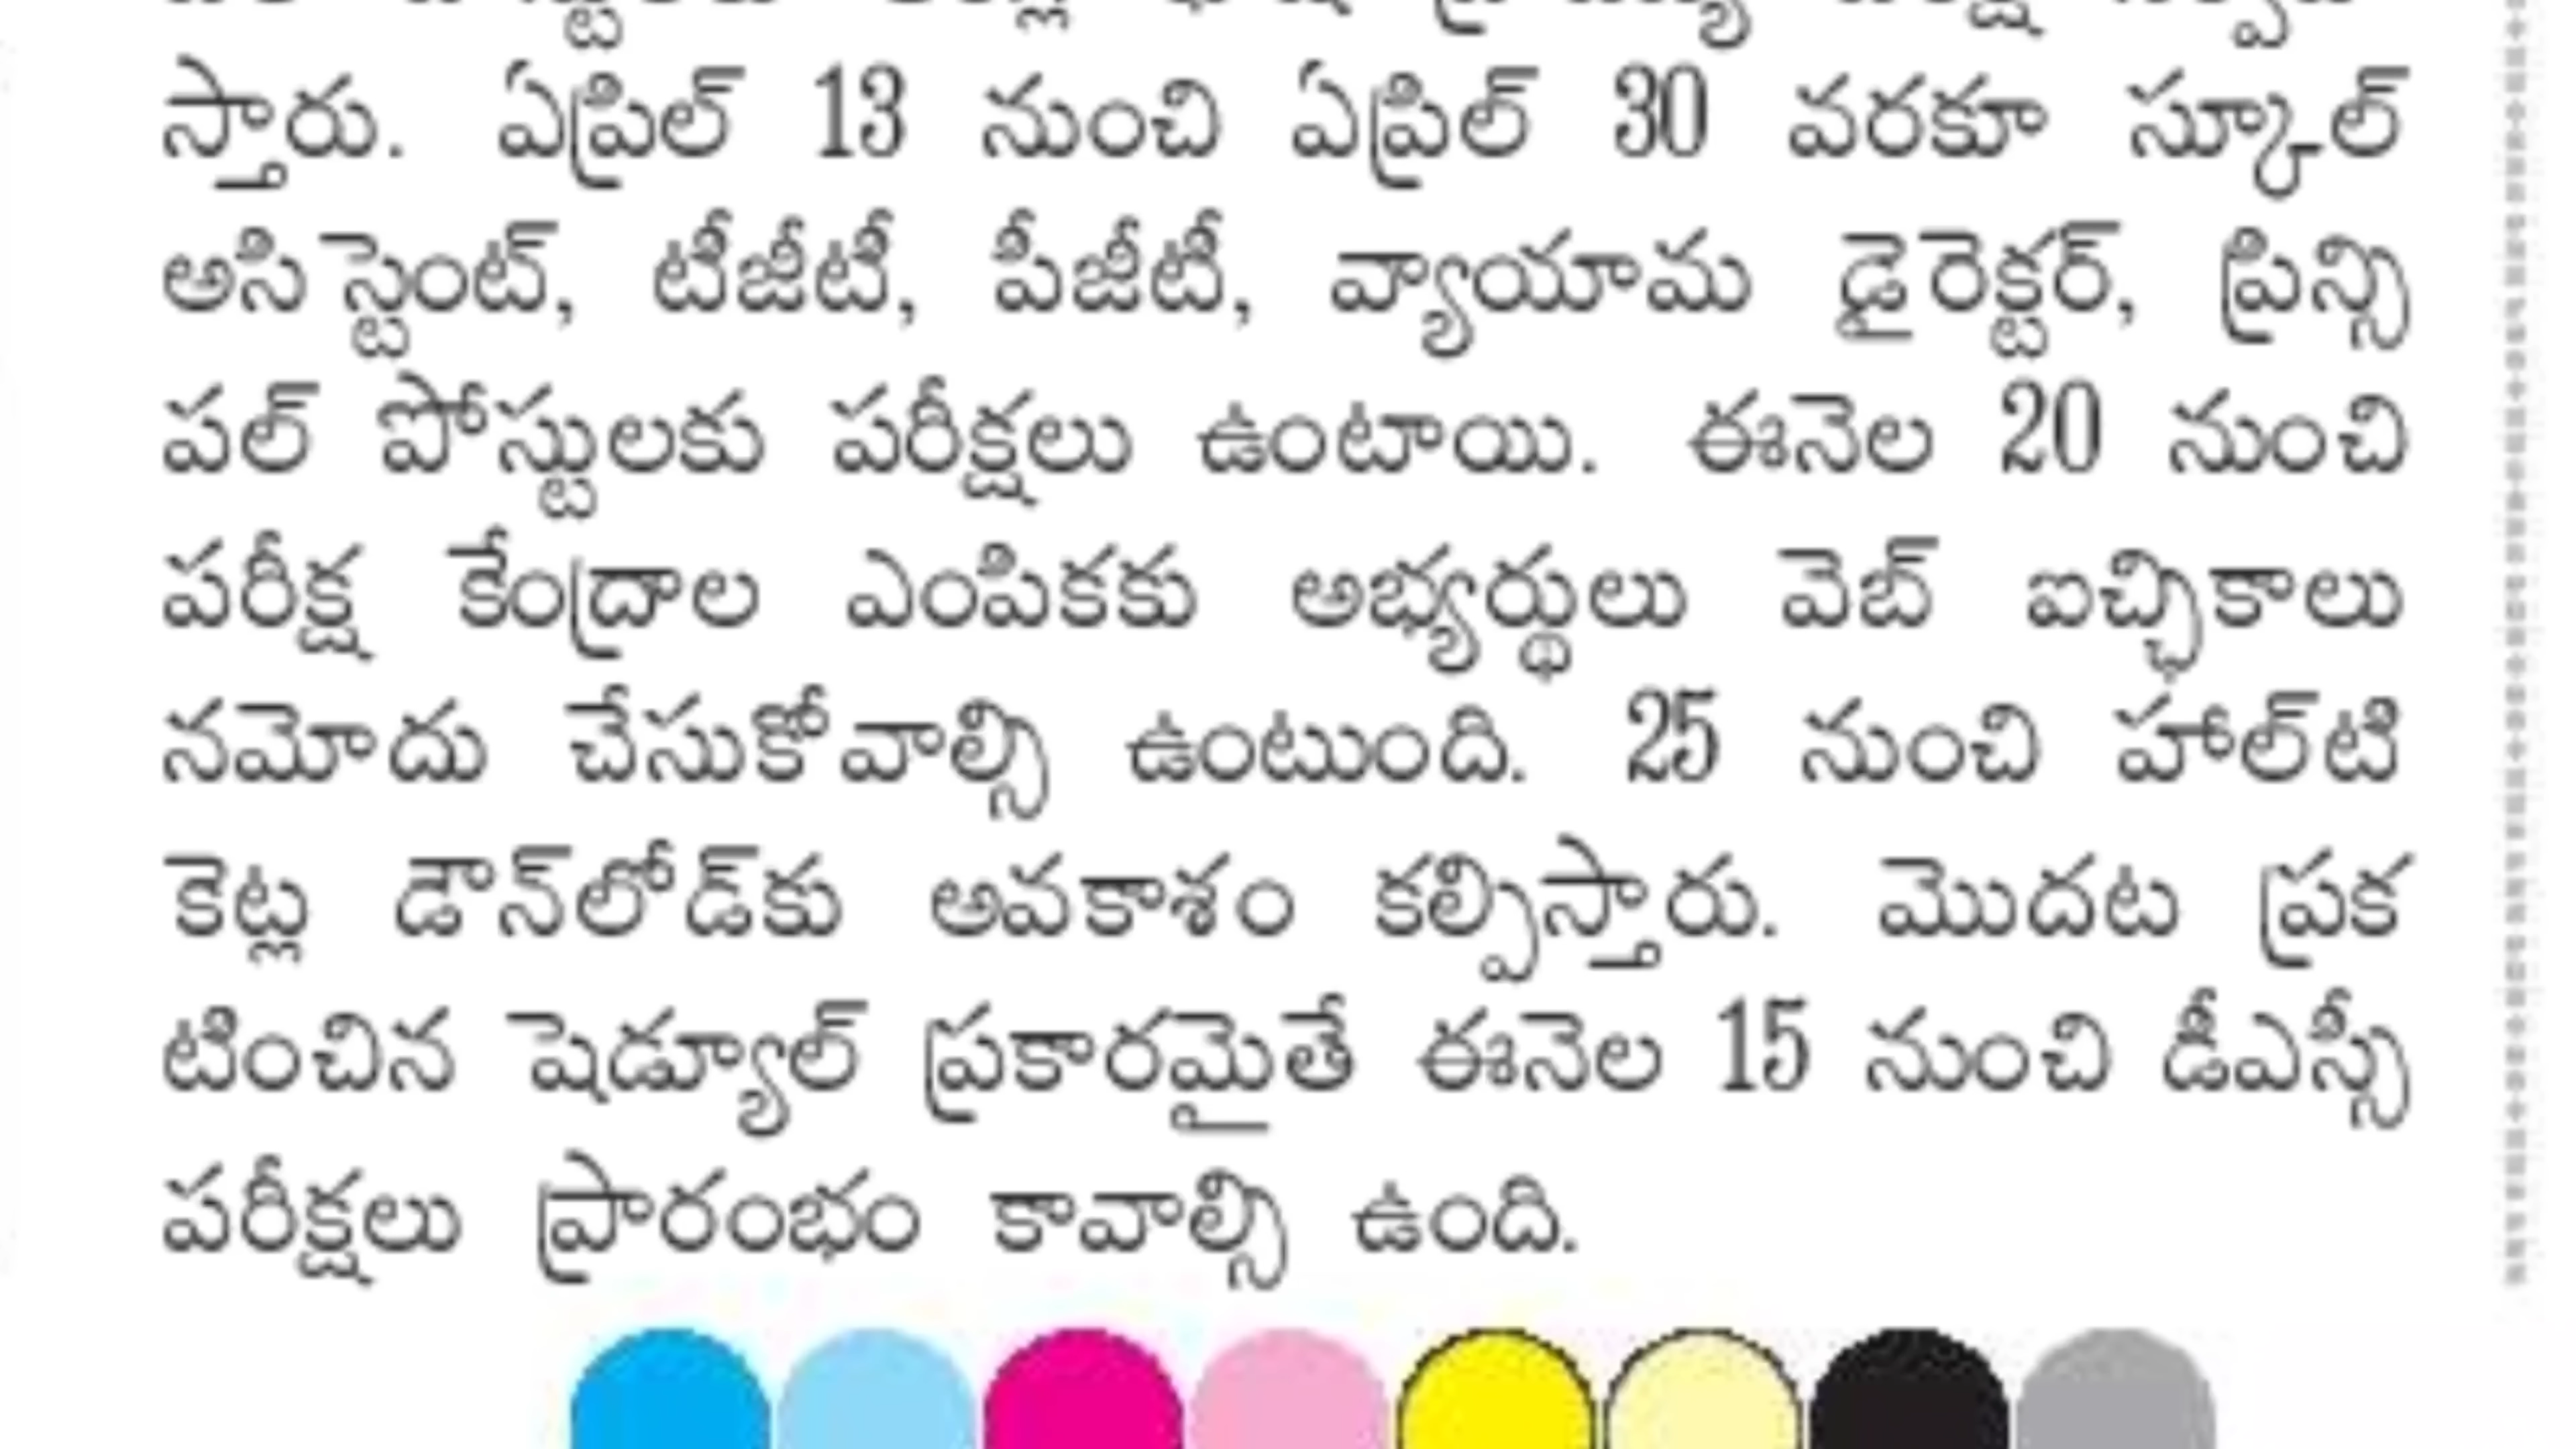 స్తారు. ఏప్రిల్ 13 నుంచి ఏప్రిల్ 30 వరకూ స్కూల్
అసిస్టెంట్, టీజీటీ, పీజీటీ, వ్యాయామ డైరెక్టర్, ప్రిన్సి
పల్ పోస్టులకు పరీక్షలు ఉంటాయి. ఈనెల 20 నుంచి
పరీక్ష కేంద్రాల ఎంపికకు అభ్యర్థులు వెబ్ ఐచ్ఛికాలు
నమోదు చేసుకోవాల్సి ఉంటుంది. 25 నుంచి హాల్‌టి
కెట్ల డౌన్‌లోడ్‌కు అవకాశం కల్పిస్తారు. మొదట ప్రక
టించిన షెడ్యూల్ ప్రకారమైతే ఈనెల 15 నుంచి డీఎస్సీ
పరీక్షలు ప్రారంభం కావాల్సి ఉంది.